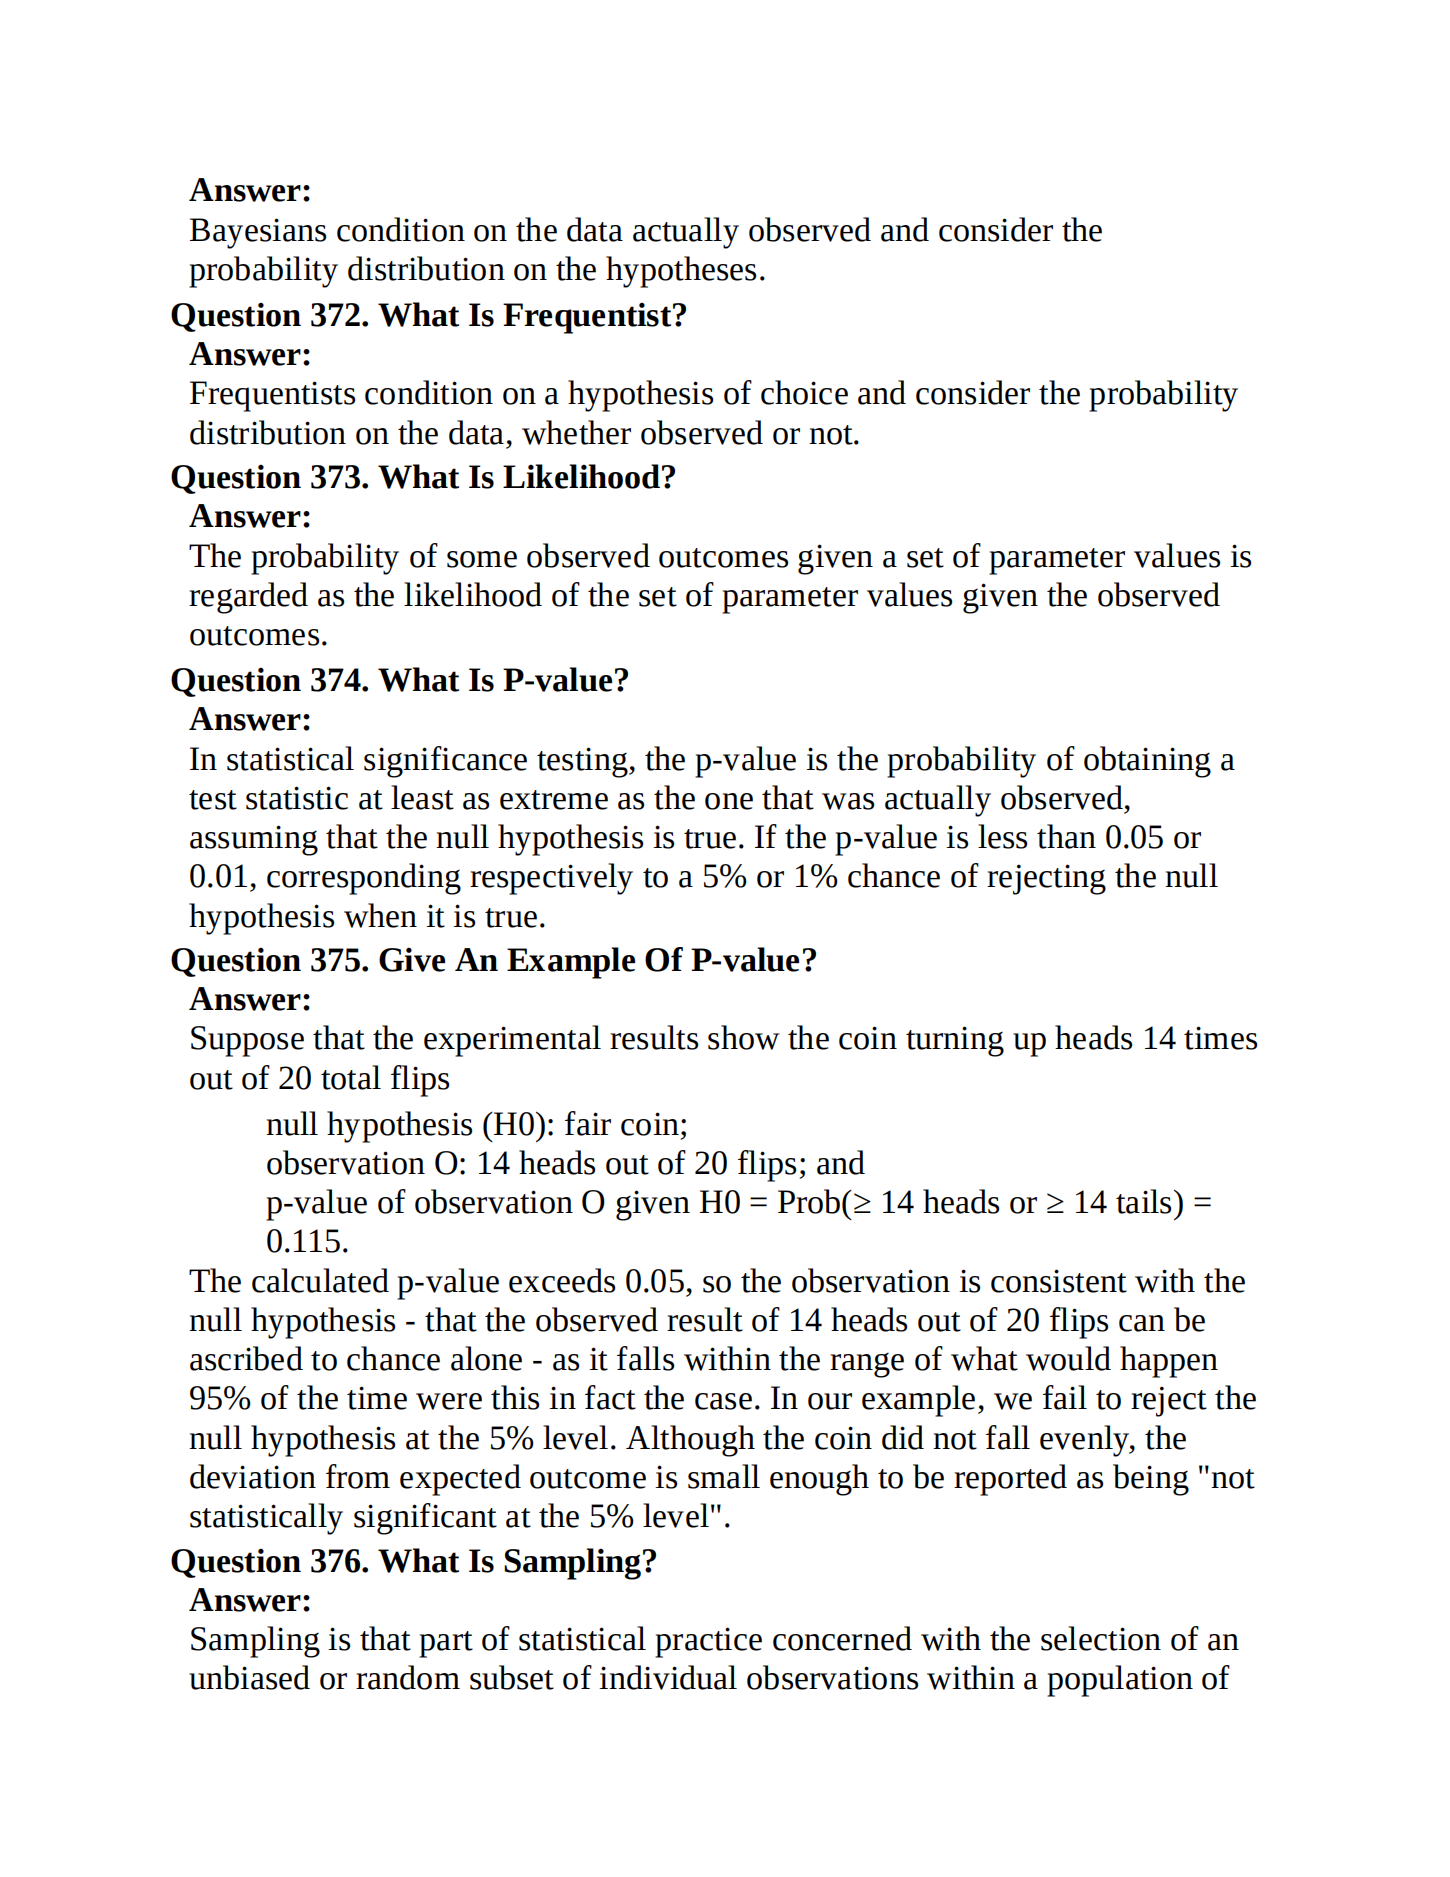 Answer:
Bayesians condition on the data actually observed and consider the
probability distribution on the hypotheses.
Question 372. What Is Frequentist?
Answer:
Frequentists condition on a hypothesis of choice and consider the probability
distribution on the data, whether observed or not.
Question 373. What Is Likelihood?
Answer:
The probability of some observed outcomes given a set of parameter values is
regarded as the likelihood of the set of parameter values given the observed
outcomes.
Question 374. What Is P-value?
Answer:
In statistical significance testing, the p-value is the probability of obtaining a
test statistic at least as extreme as the one that was actually observed,
assuming that the null hypothesis is true. If the p-value is less than 0.05 or
0.01, corresponding respectively to a 5% or 1% chance of rejecting the null
hypothesis when it is true.
Question 375. Give An Example Of P-value?
Answer:
Suppose that the experimental results show the coin turning up heads 14 times
out of 20 total flips
null hypothesis (H0): fair coin;
observation O: 14 heads out of 20 flips; and
p-value of observation O given H0 = Prob(≥ 14 heads or ≥ 14 tails) =
0.115.
The calculated p-value exceeds 0.05, so the observation is consistent with the
null hypothesis - that the observed result of 14 heads out of 20 flips can be
ascribed to chance alone - as it falls within the range of what would happen
95% of the time were this in fact the case. In our example, we fail to reject the
null hypothesis at the 5% level. Although the coin did not fall evenly, the
deviation from expected outcome is small enough to be reported as being "not
statistically significant at the 5% level".
Question 376. What Is Sampling?
Answer:
Sampling is that part of statistical practice concerned with the selection of an
unbiased or random subset of individual observations within a population of